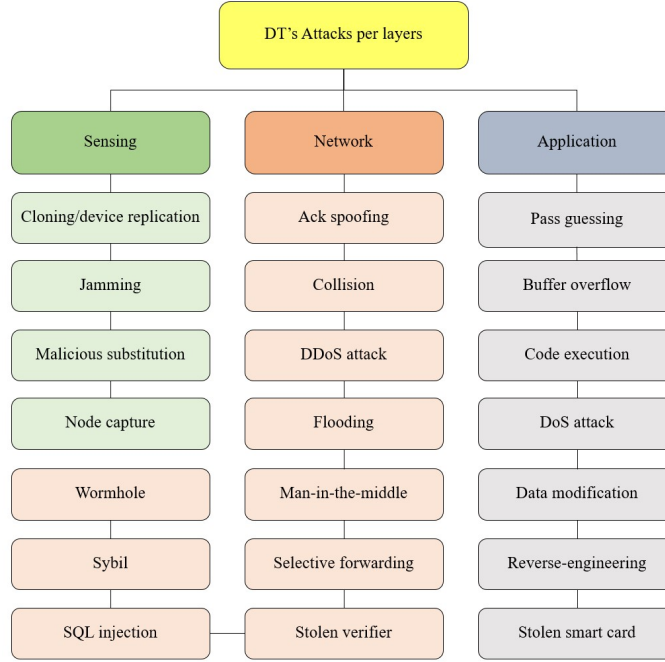 DT's Attacks per layers
Sensing
Network
Application
Cloning/device replication
Ack spoofing
Pass guessing
Jamming
Collision
Buffer overflow
Malicious substitution
DDoS attack
Code execution
Node capture
Flooding
DoS attack
Wormhole
Man-in-the-middle
Data modification
Sybil
Selective forwarding
Reverse-engineering
SQL injection
Stolen verifier
Stolen smart card